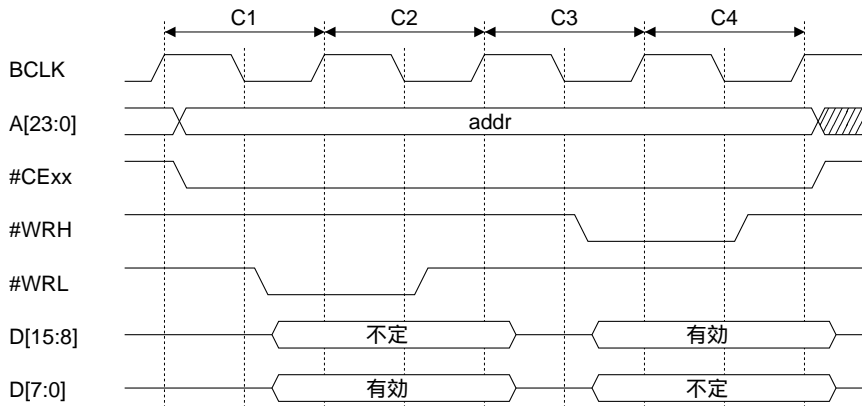 C1 C2 C3 C4
BCLK
A[23:0] addr
#CExx
#WRH
#WRL
D[15:8] 不定 有効
D[7:0] 有効 不定